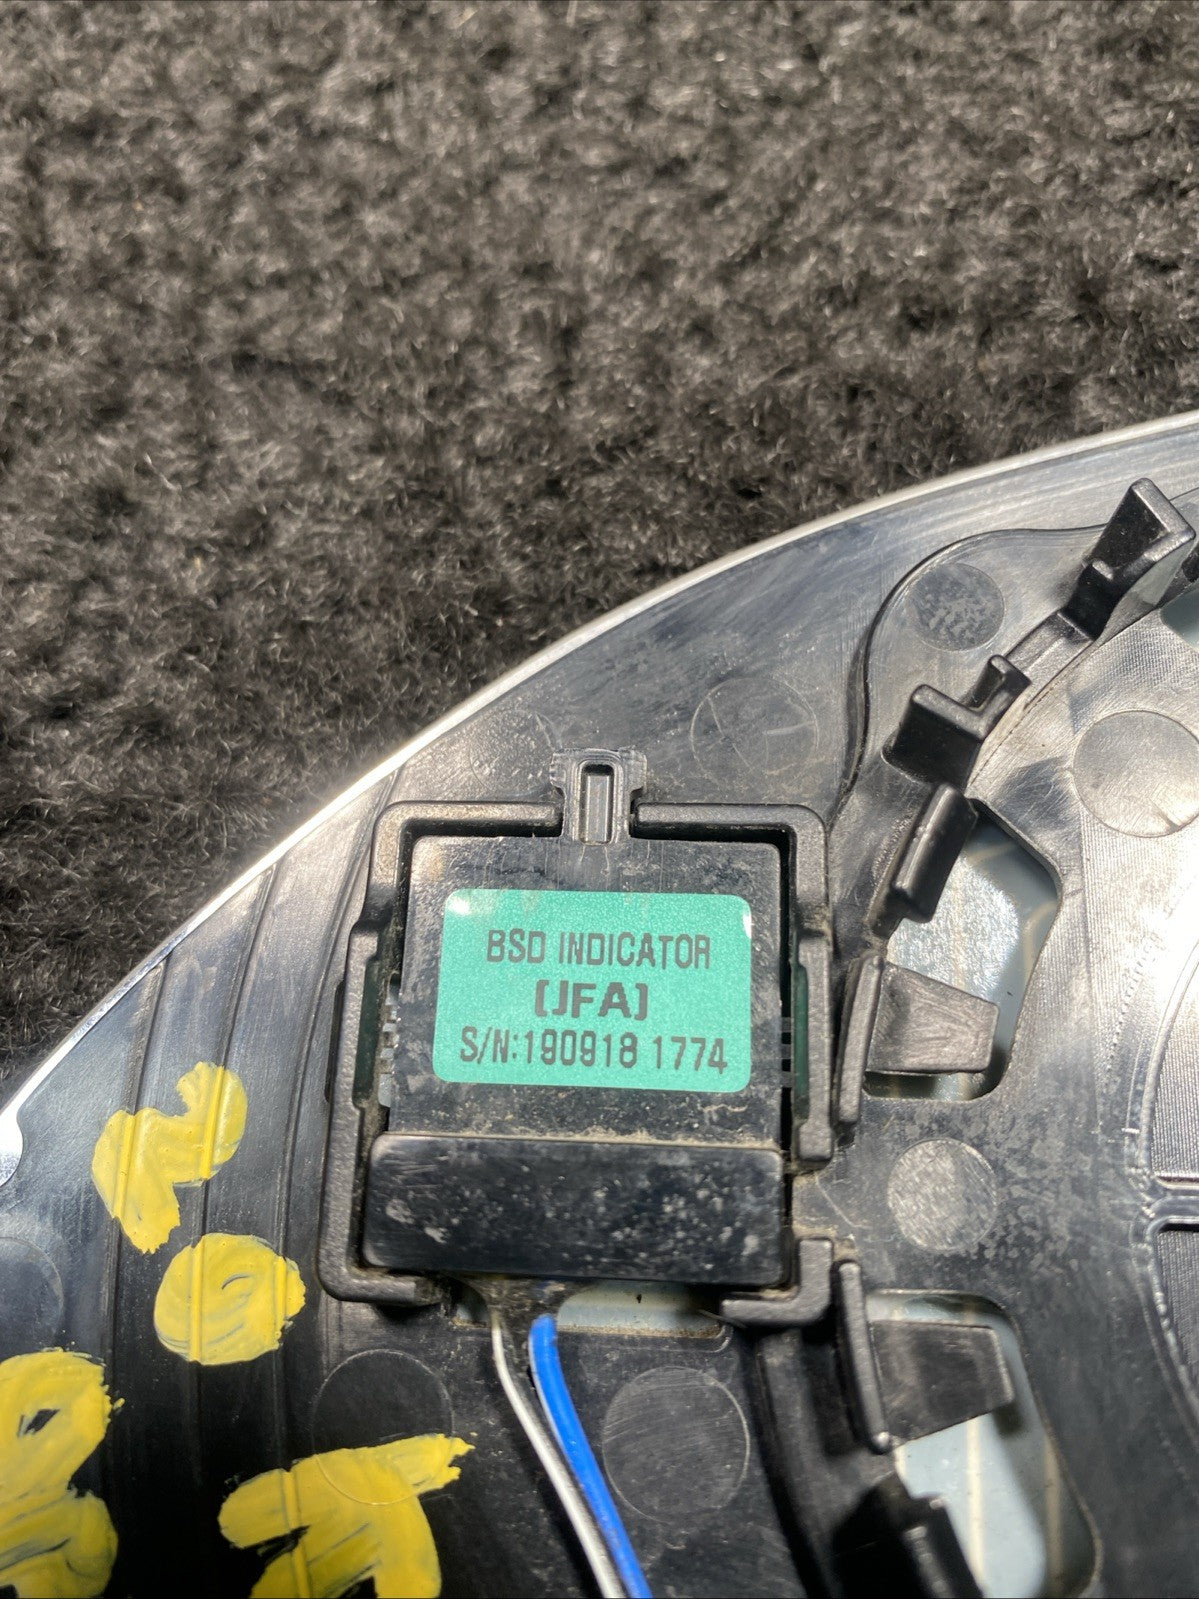 BSD INDICATOR
[JFA]
S/N:190918 1774